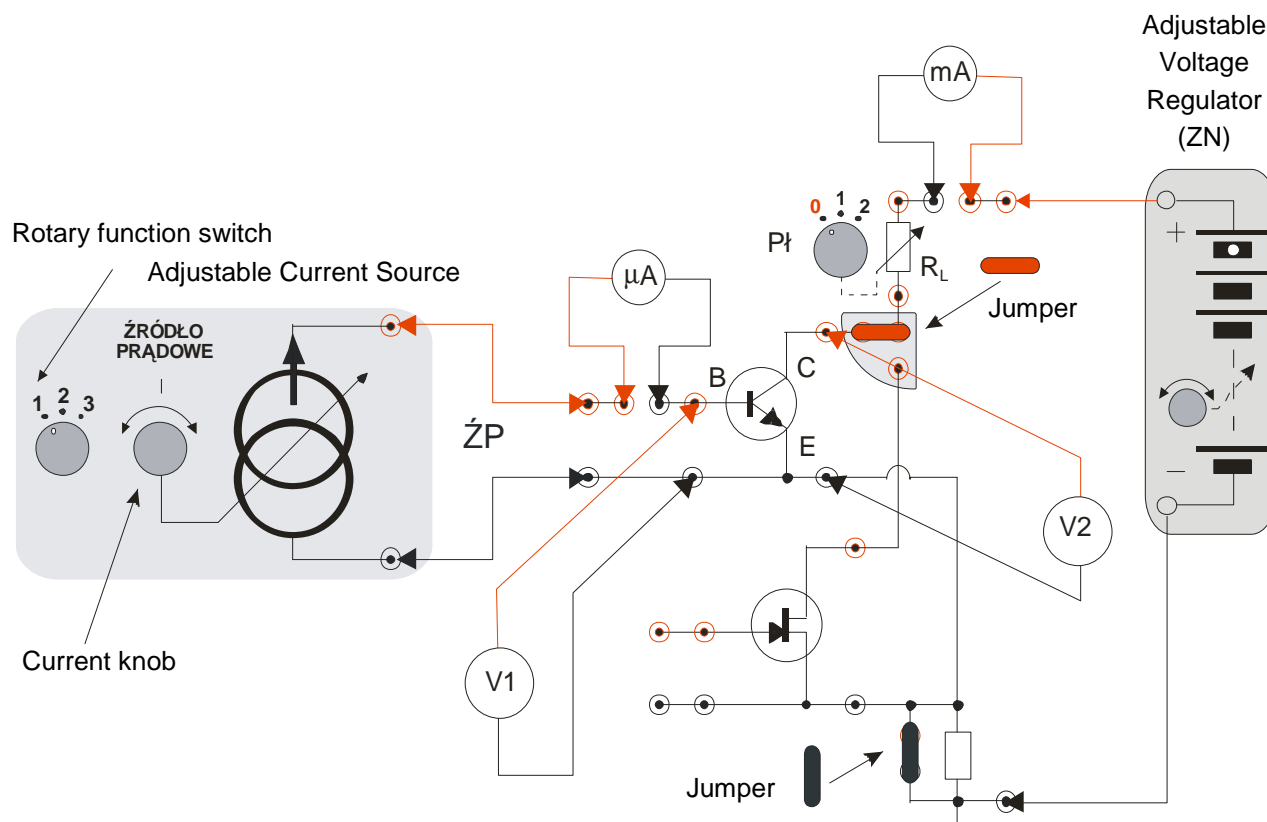 Adjustable
Voltage
Regulator
(ZN)
mA
0 1 2
Pł
R_L
Jumper
Rotary function switch
Adjustable Current Source
µA
ŹRÓDŁO
PRĄDOWE
1 2 3
B
C
E
ŹP
+
−
V2
V1
Current knob
Jumper